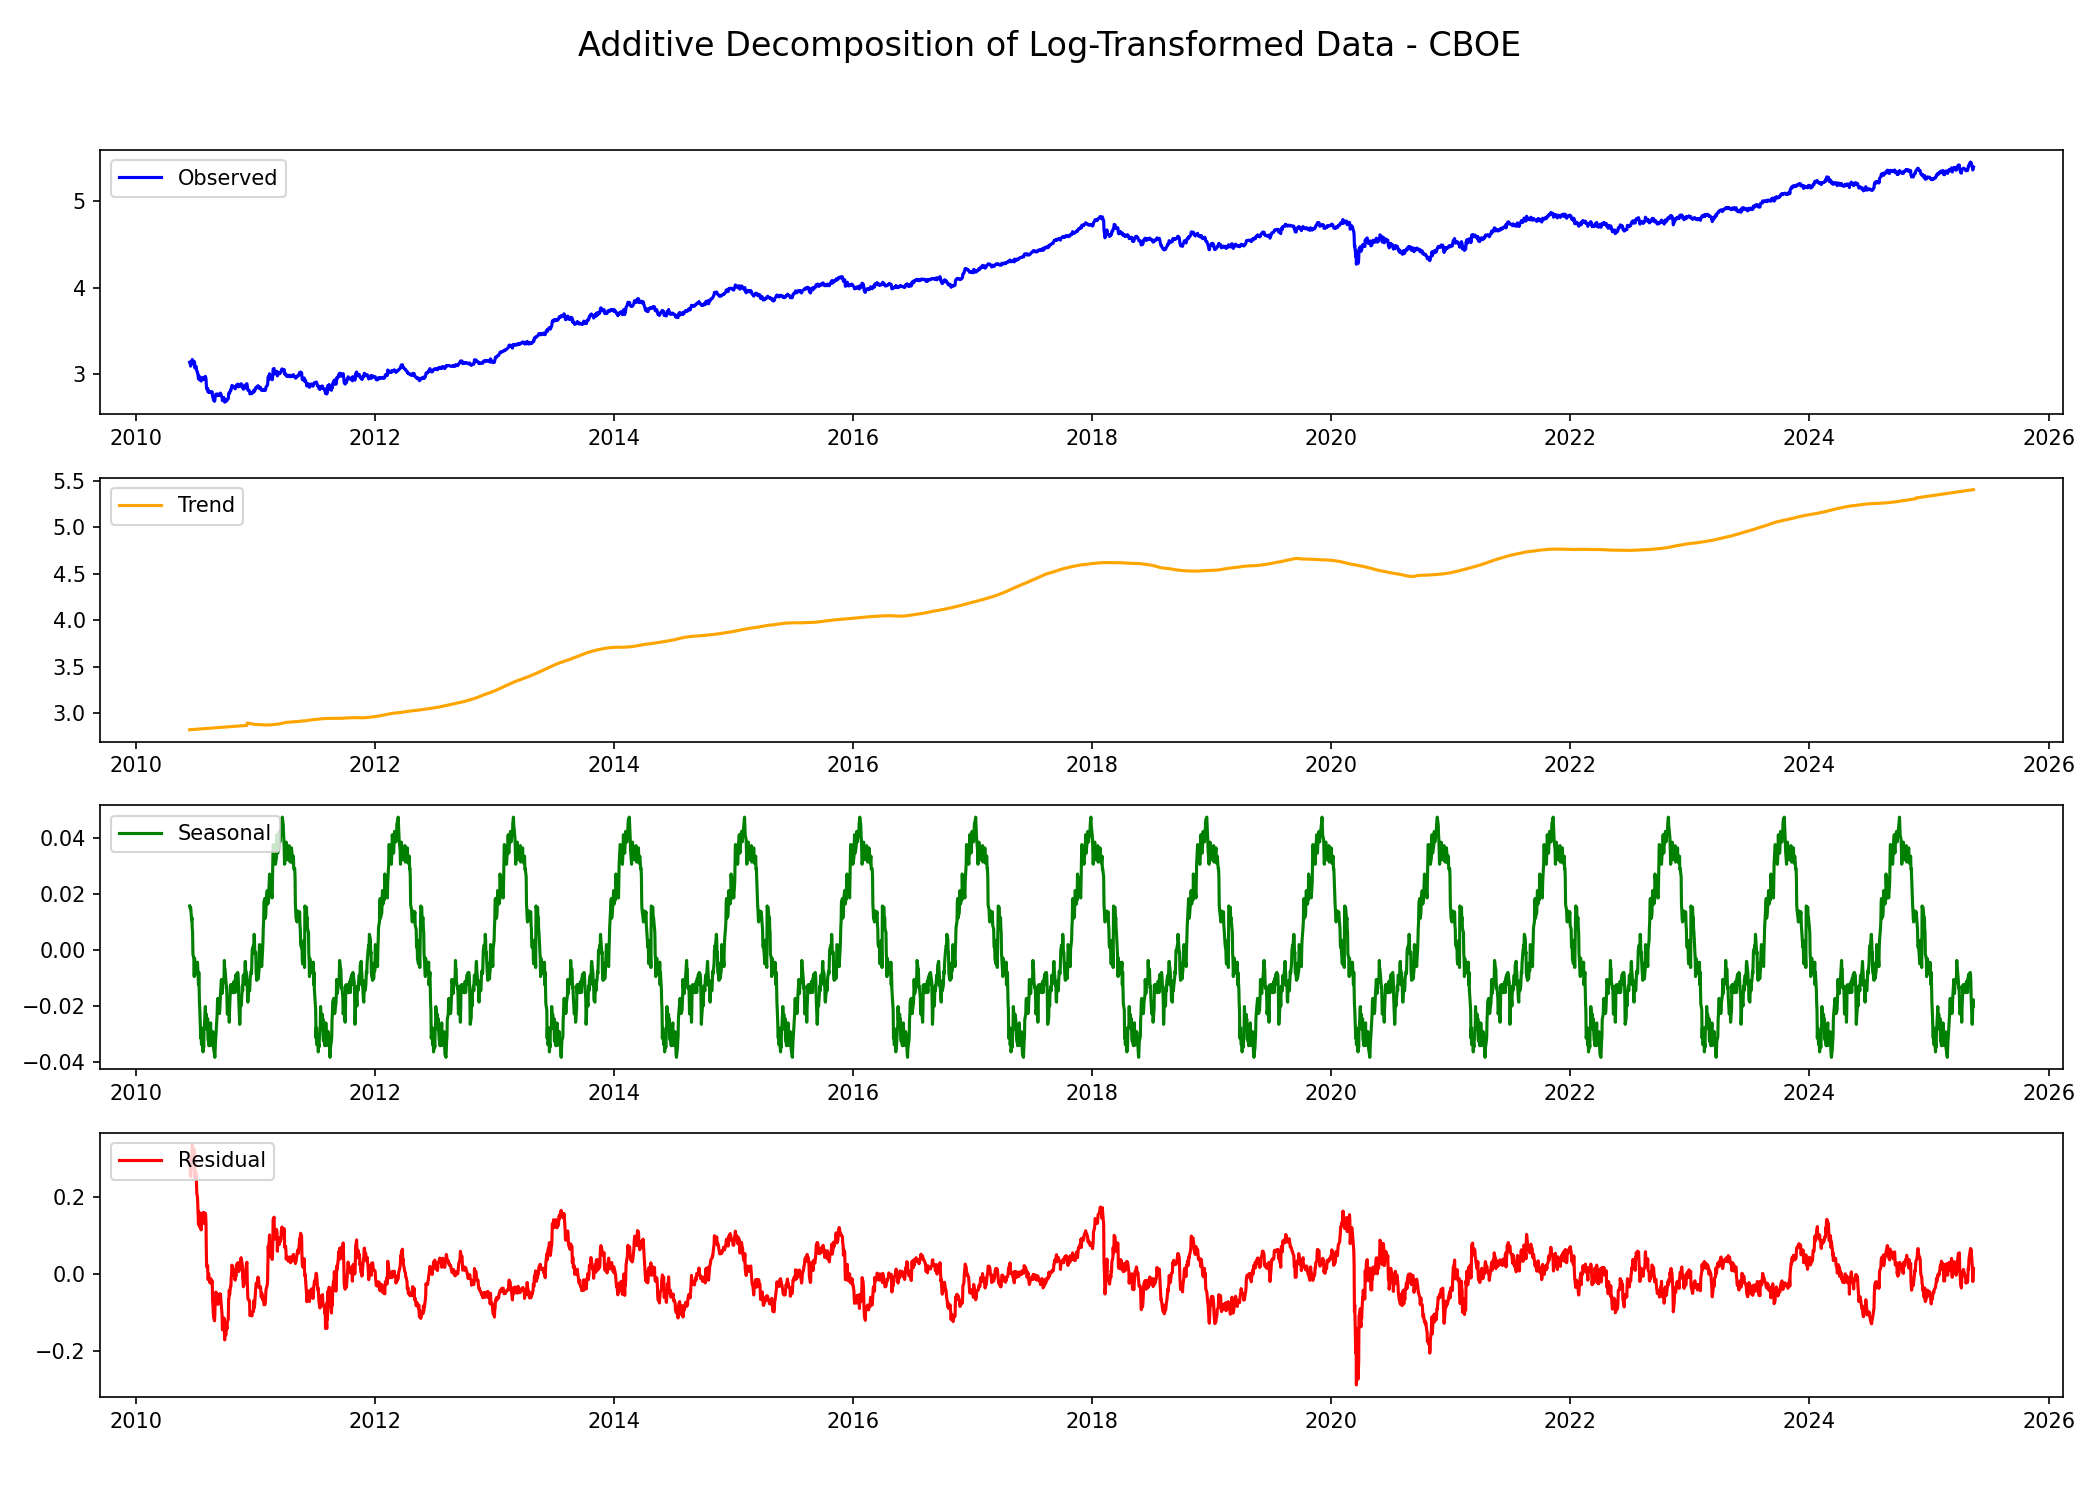 Additive Decomposition of Log-Transformed Data - CBOE
Observed
5
4
3
2010 2012 2014 2016 2018 2020 2022 2024 2026
Trend
5.5
5.0
4.5
4.0
3.5
3.0
2010 2012 2014 2016 2018 2020 2022 2024 2026
Seasonal
0.04
0.02
0.00
−0.02
−0.04
2010 2012 2014 2016 2018 2020 2022 2024 2026
Residual
0.2
0.0
−0.2
2010 2012 2014 2016 2018 2020 2022 2024 2026